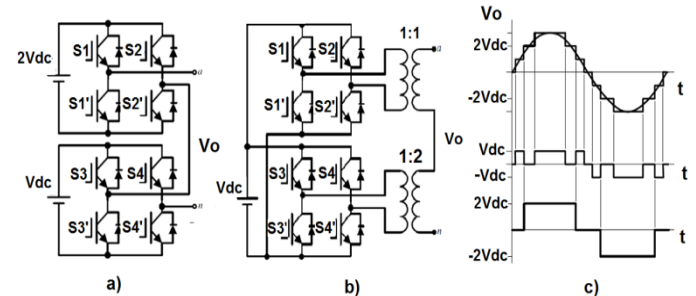 S1 S2
2Vdc
a
S1' S2'
Vo
S3 S4
Vdc
n
S3' S4'
a)
1:1
S1 S2
a
S1' S2'
Vo
1:2
S3 S4
Vdc
n
S3' S4'
b)
Vo
2Vdc
t
-2Vdc
Vdc
-Vdc
t
2Vdc
-2Vdc
t
c)